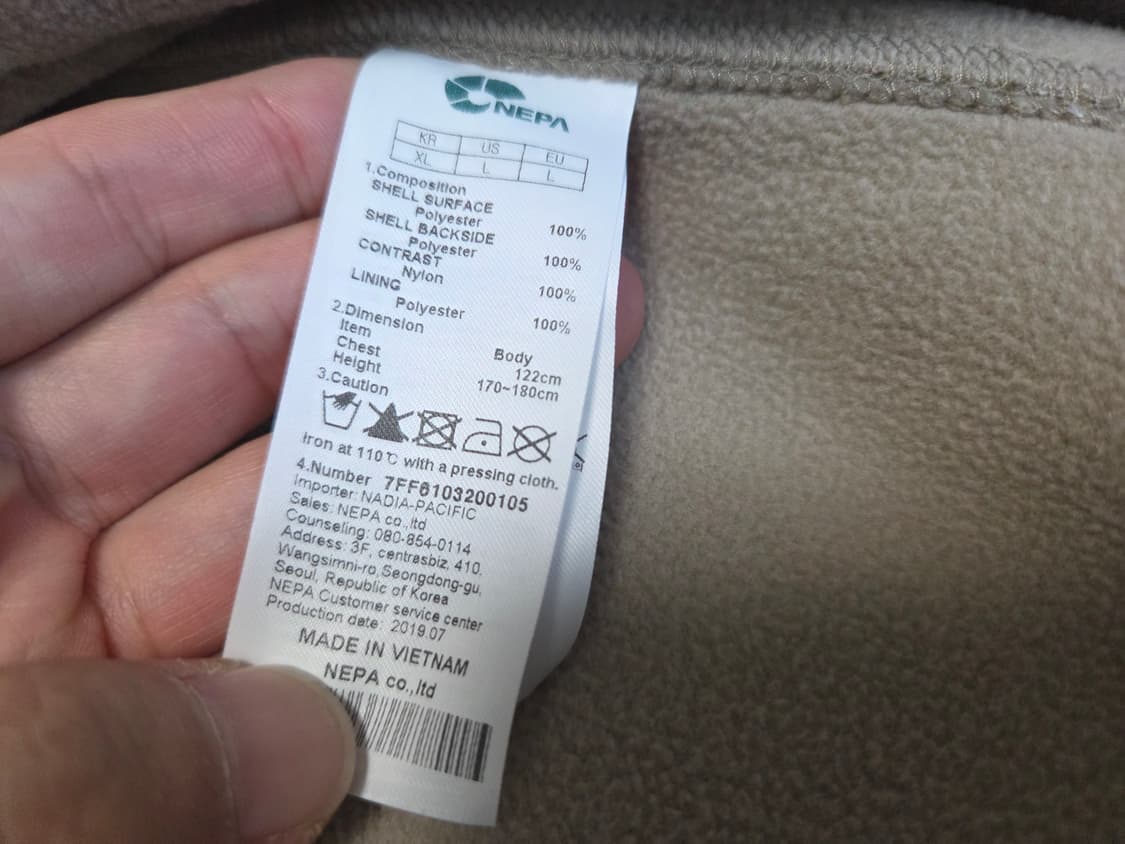 NEPA
KR US EU
XL L L
1.Composition
SHELL SURFACE
Polyester 100%
SHELL BACKSIDE
Polyester 100%
CONTRAST
Nylon 100%
LINING
Polyester 100%
2.Dimension
Item Body
Chest 122cm
Height 170~180cm
3.Caution
Iron at 110℃ with a pressing cloth.
4.Number 7FF6103200105
Importer: NADIA-PACIFIC
Sales: NEPA co.,ltd
Counseling: 080-854-0114
Address: 3F, centrasbiz, 410,
Wangsimni-ro,Seongdong-gu,
Seoul, Republic of Korea
NEPA Customer service center
Production date: 2019.07
MADE IN VIETNAM
NEPA co.,ltd